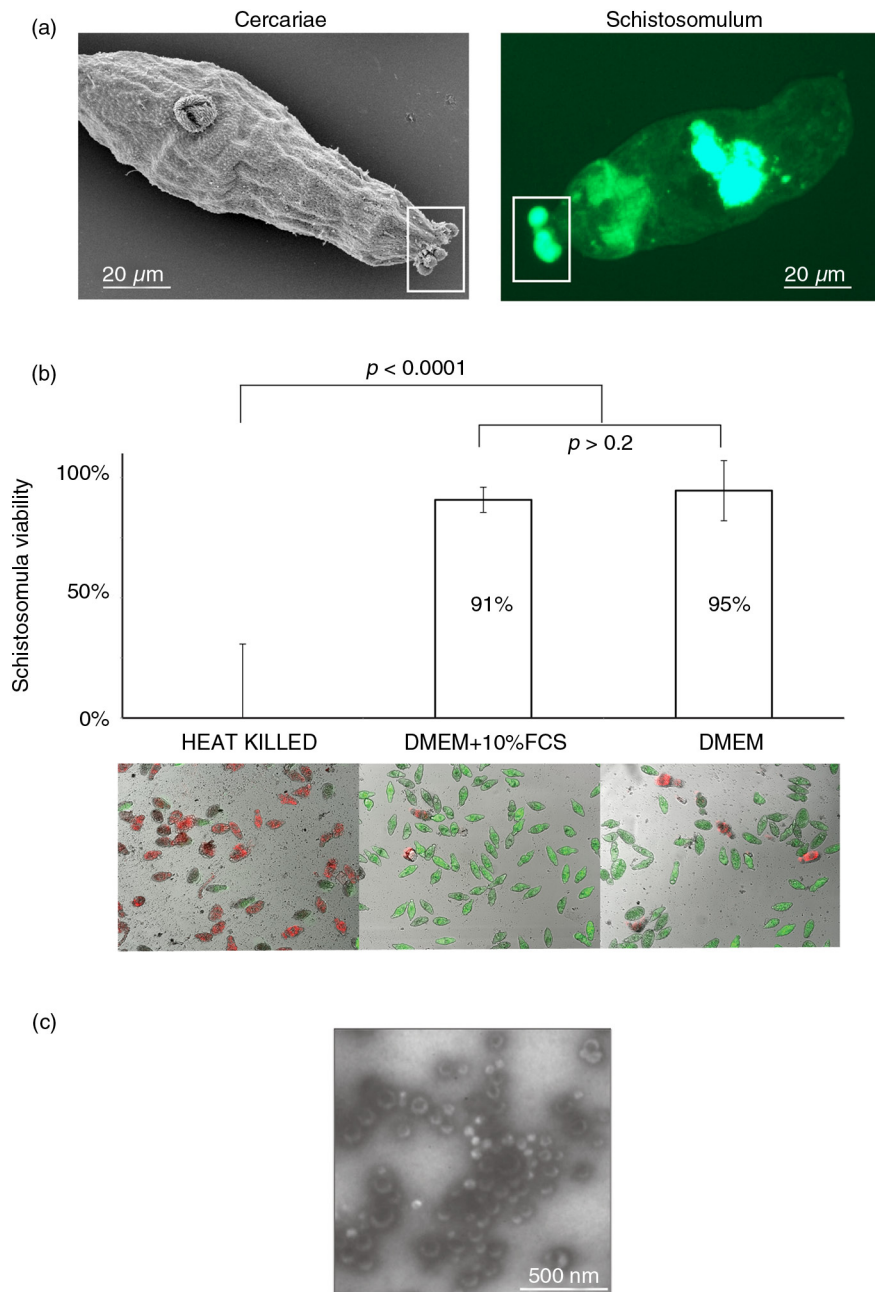 (a)
Cercariae
Schistosomulum
20 µm
20 µm
(b)
p < 0.0001
p > 0.2
Schistosomula viability
100%
50%
0%
91%
95%
HEAT KILLED
DMEM+10%FCS
DMEM
(c)
500 nm